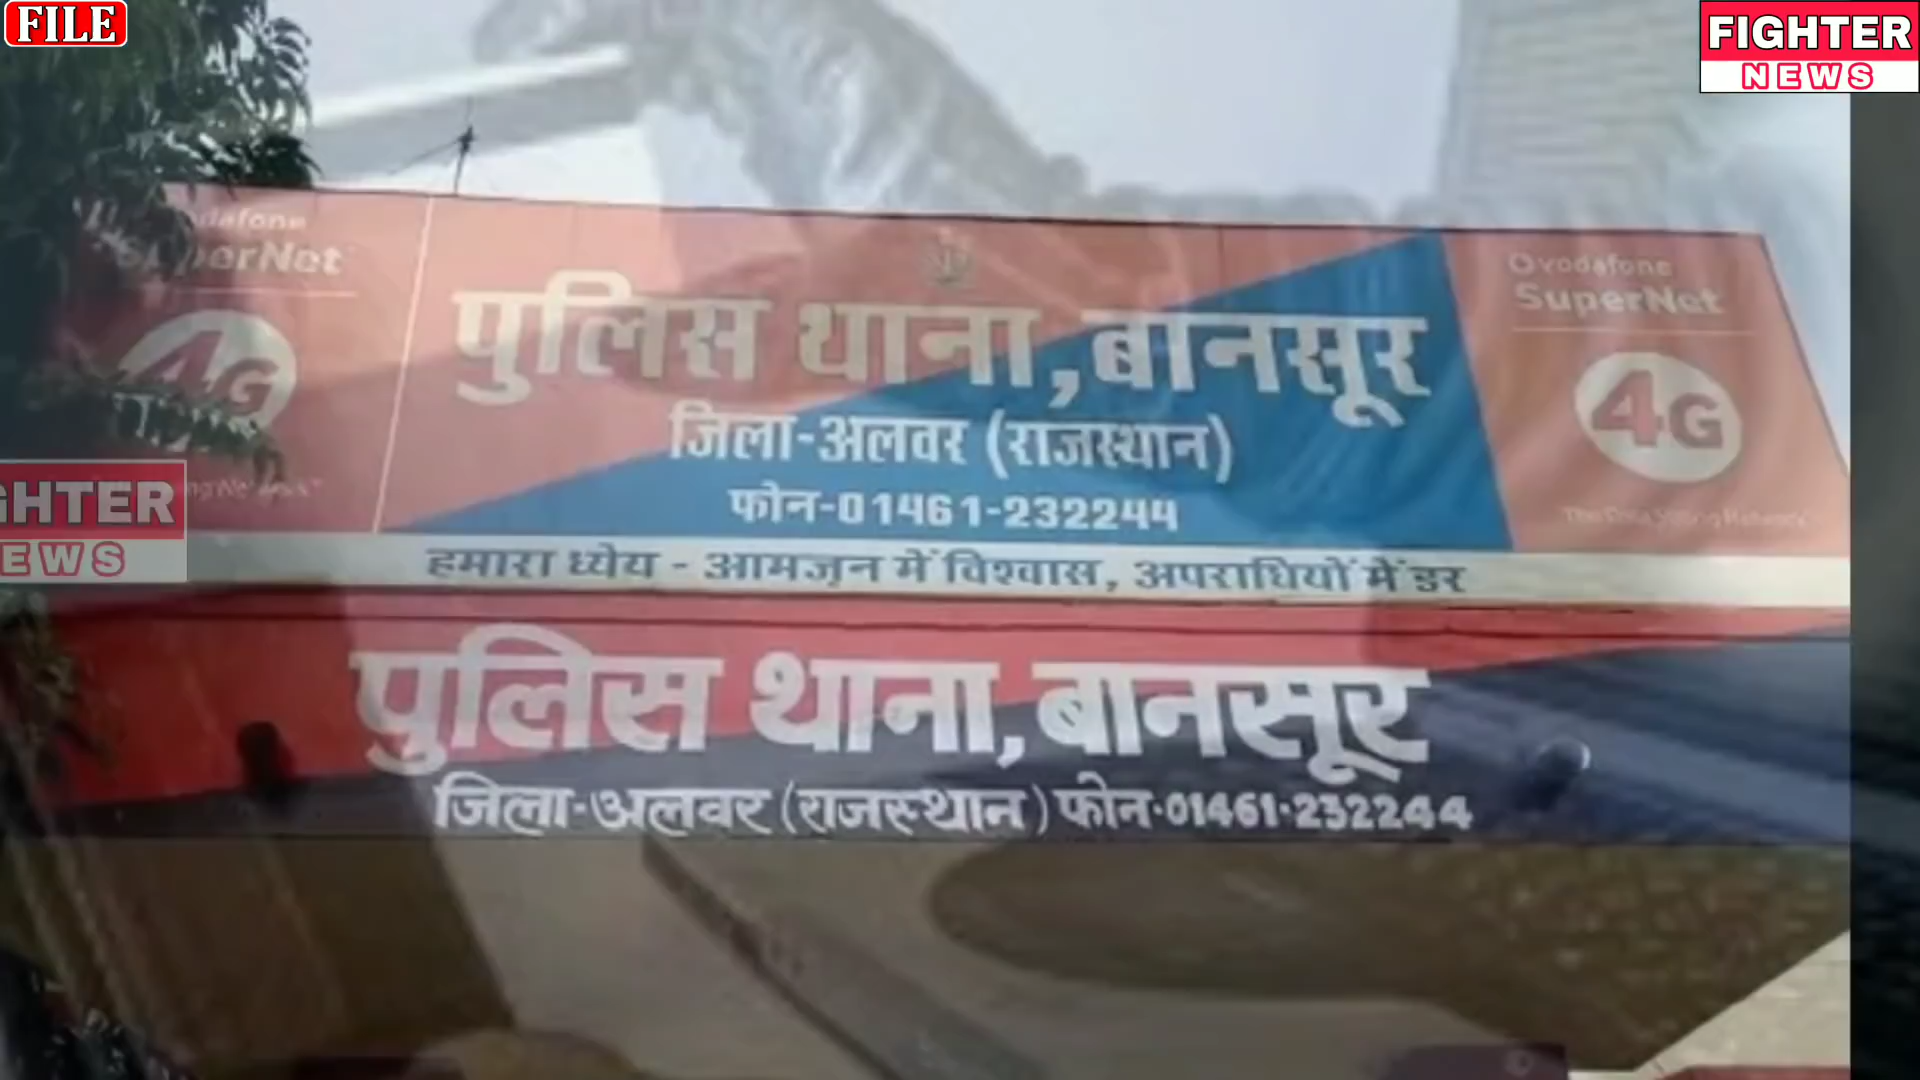 FILE
FIGHTER
NEWS
vodafone
SuperNet
4G
पुलिस थाना, बानसूर
जिला-अलवर (राजस्थान)
फोन-01461-232244
vodafone
SuperNet
4G
हमारा ध्येय - आमजन में विश्वास, अपराधियों में डर
GHTER
EWS
पुलिस थाना, बानसूर
जिला-अलवर (राजस्थान) फोन-01461-232244